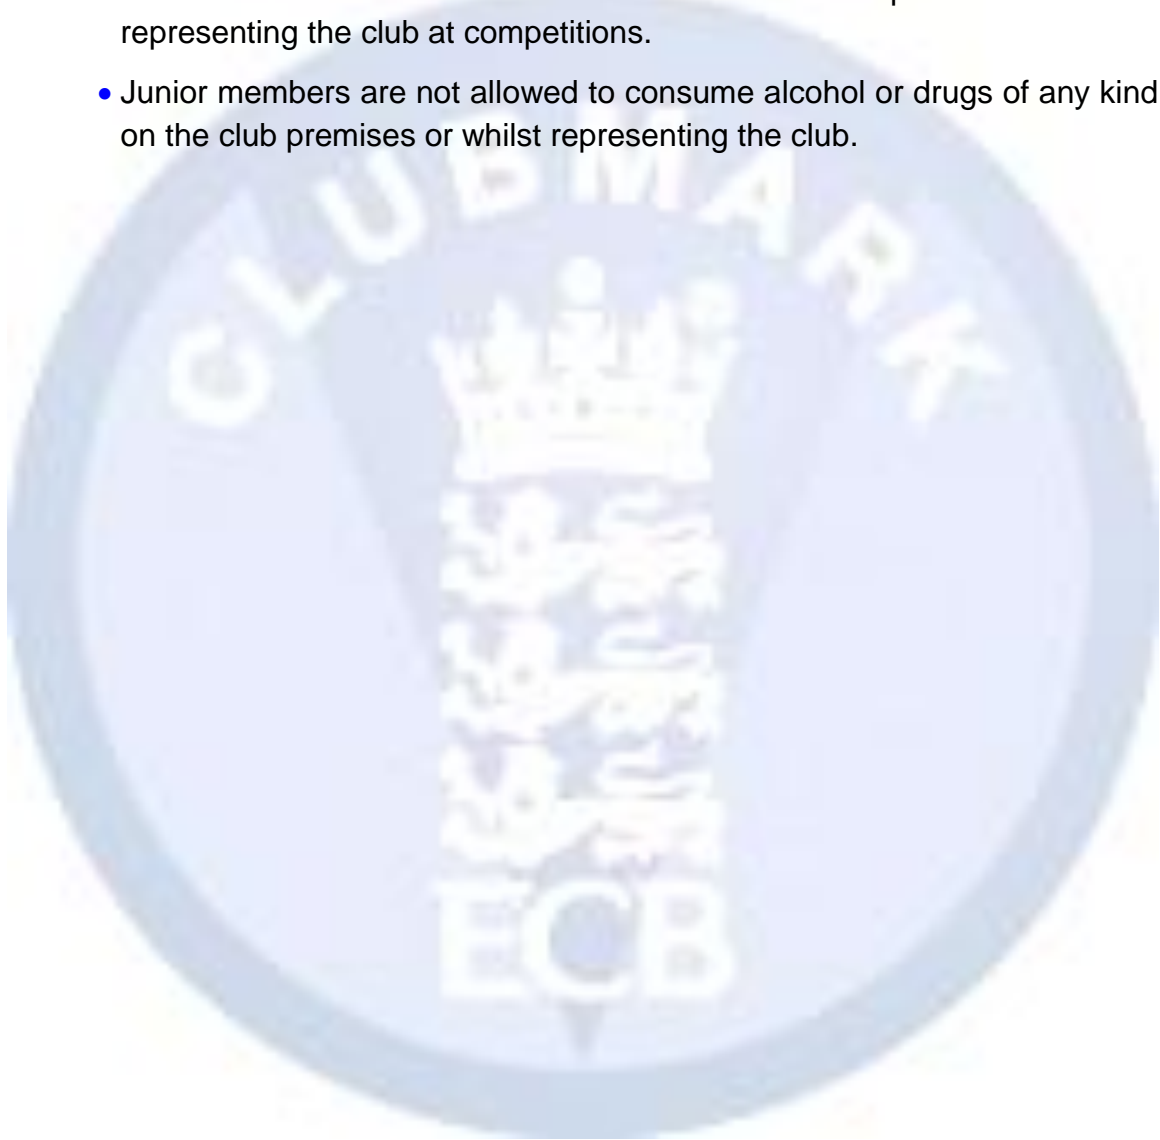 representing the club at competitions.
• Junior members are not allowed to consume alcohol or drugs of any kind
on the club premises or whilst representing the club.
CLUBMARK
ECB